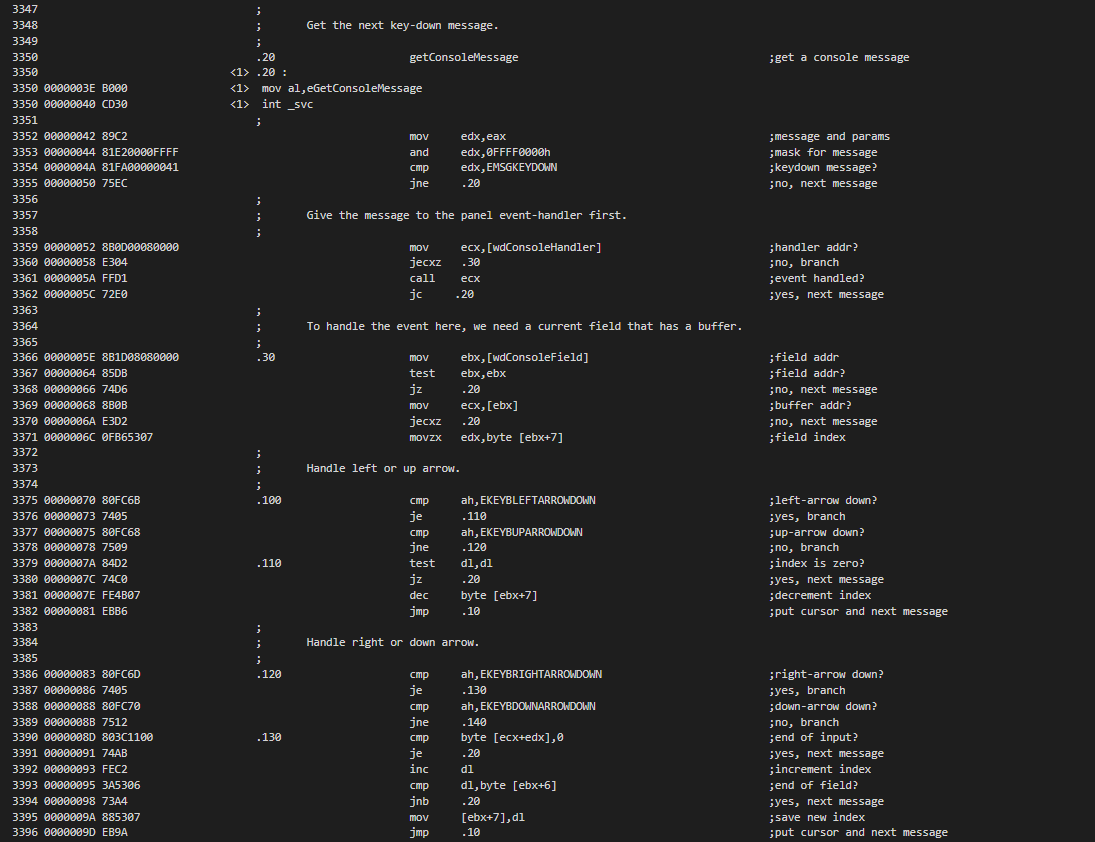 3347 ;
3348 ; Get the next key-down message.
3349 ;
3350 .20 getConsoleMessage ;get a console message
3350 <1> .20 :
3350 0000003E B000 <1> mov al,eGetConsoleMessage
3350 00000040 CD30 <1> int _svc
3351 ;
3352 00000042 89C2 mov edx,eax ;message and params
3353 00000044 81E20000FFFF and edx,0FFFF0000h ;mask for message
3354 0000004A 81FA00000041 cmp edx,EMSGKEYDOWN ;keydown message?
3355 00000050 75EC jne .20 ;no, next message
3356 ;
3357 ; Give the message to the panel event-handler first.
3358 ;
3359 00000052 8B0D00080000 mov ecx,[wdConsoleHandler] ;handler addr?
3360 00000058 E304 jecxz .30 ;no, branch
3361 0000005A FFD1 call ecx ;event handled?
3362 0000005C 72E0 jc .20 ;yes, next message
3363 ;
3364 ; To handle the event here, we need a current field that has a buffer.
3365 ;
3366 0000005E 8B1D08080000 .30 mov ebx,[wdConsoleField] ;field addr
3367 00000064 85DB test ebx,ebx ;field addr?
3368 00000066 74D6 jz .20 ;no, next message
3369 00000068 8B0B mov ecx,[ebx] ;buffer addr?
3370 0000006A E3D2 jecxz .20 ;no, next message
3371 0000006C 0FB65307 movzx edx,byte [ebx+7] ;field index
3372 ;
3373 ; Handle left or up arrow.
3374 ;
3375 00000070 80FC6B .100 cmp ah,EKEYBLEFTARROWDOWN ;left-arrow down?
3376 00000073 7405 je .110 ;yes, branch
3377 00000075 80FC68 cmp ah,EKEYBUPARROWDOWN ;up-arrow down?
3378 00000078 7509 jne .120 ;no, branch
3379 0000007A 84D2 .110 test dl,dl ;index is zero?
3380 0000007C 74C0 jz .20 ;yes, next message
3381 0000007E FE4B07 dec byte [ebx+7] ;decrement index
3382 00000081 EBB6 jmp .10 ;put cursor and next message
3383 ;
3384 ; Handle right or down arrow.
3385 ;
3386 00000083 80FC6D .120 cmp ah,EKEYBRIGHTARROWDOWN ;right-arrow down?
3387 00000086 7405 je .130 ;yes, branch
3388 00000088 80FC70 cmp ah,EKEYBDOWNARROWDOWN ;down-arrow down?
3389 0000008B 7512 jne .140 ;no, branch
3390 0000008D 803C1100 .130 cmp byte [ecx+edx],0 ;end of input?
3391 00000091 74AB je .20 ;yes, next message
3392 00000093 FEC2 inc dl ;increment index
3393 00000095 3A5306 cmp dl,byte [ebx+6] ;end of field?
3394 00000098 73A4 jnb .20 ;yes, next message
3395 0000009A 885307 mov [ebx+7],dl ;save new index
3396 0000009D EB9A jmp .10 ;put cursor and next message